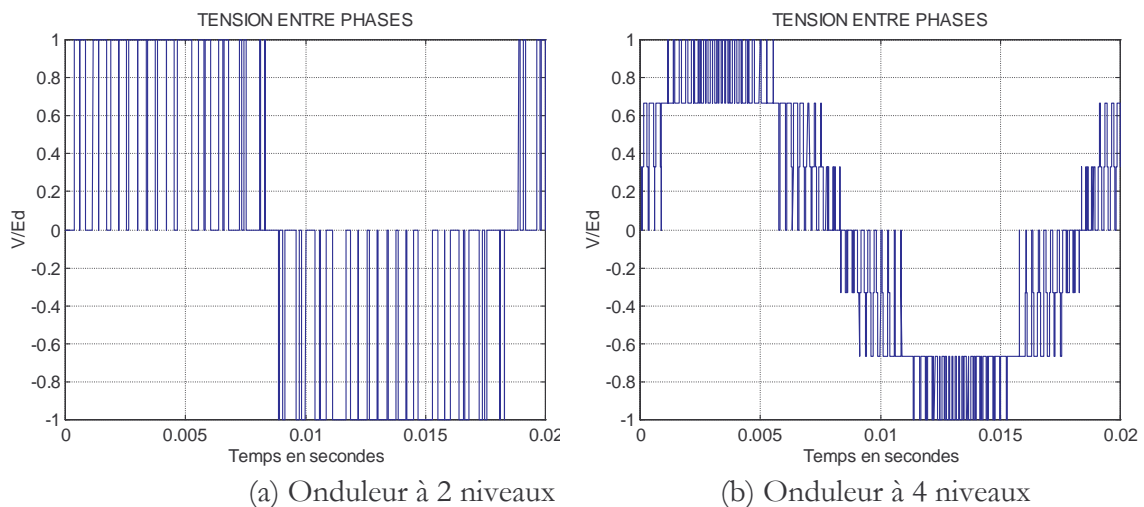 TENSION ENTRE PHASES
1
0.8
0.6
0.4
0.2
0
-0.2
-0.4
-0.6
-0.8
-1
V/Ed
0 0.005 0.01 0.015 0.02
Temps en secondes
(a) Onduleur à 2 niveaux
TENSION ENTRE PHASES
1
0.8
0.6
0.4
0.2
0
-0.2
-0.4
-0.6
-0.8
-1
V/Ed
0 0.005 0.01 0.015 0.02
Temps en secondes
(b) Onduleur à 4 niveaux